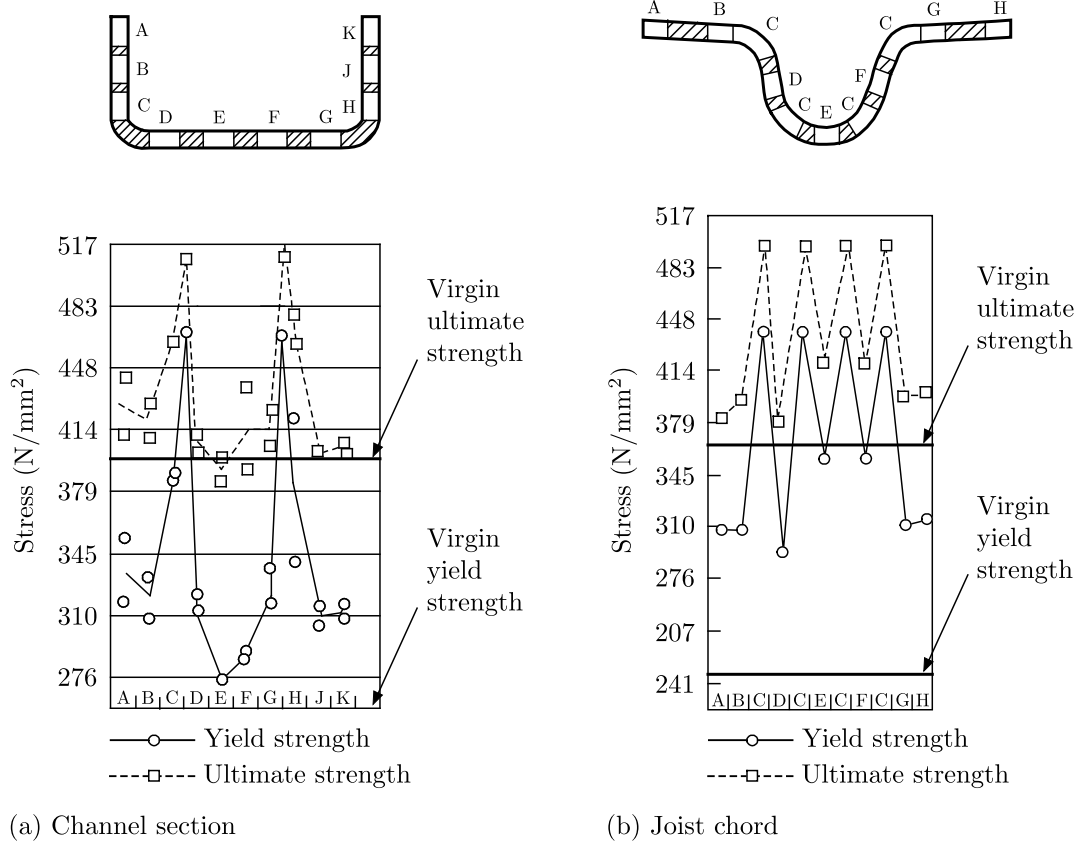 A
B
C
D
E
F
G
H
J
K
A
B
C
D
C
E
C
F
C
G
H
517
483
448
414
379
345
310
276
Stress (N/mm²)
A B C D E F G H J K
Virgin
ultimate
strength
Virgin
yield
strength
Yield strength
Ultimate strength
(a) Channel section
517
483
448
414
379
345
310
276
207
241
Stress (N/mm²)
A B C D C E C F C G H
Virgin
ultimate
strength
Virgin
yield
strength
Yield strength
Ultimate strength
(b) Joist chord